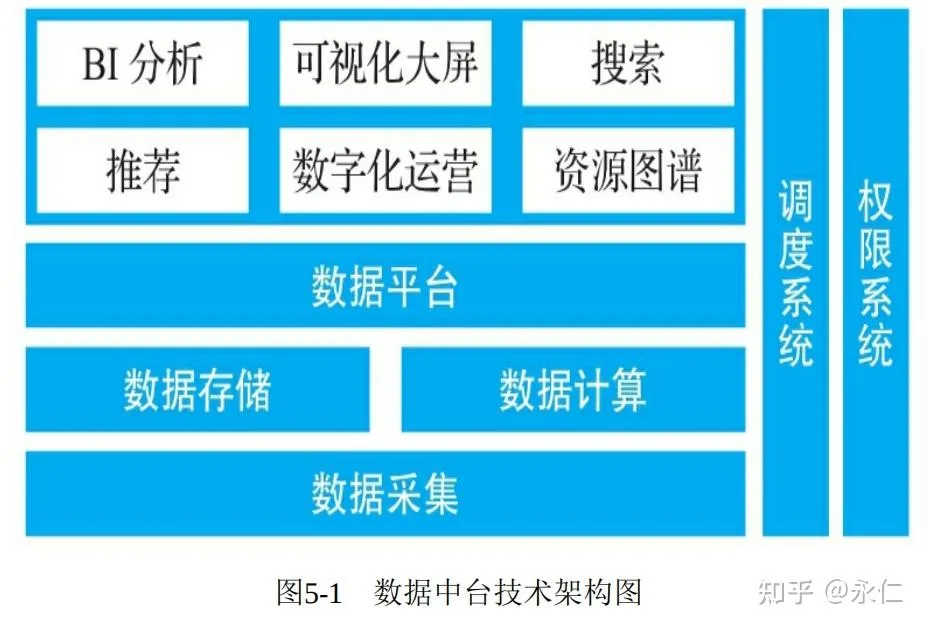 BI 分析
可视化大屏
搜索
推荐
数字化运营
资源图谱
数据平台
数据存储
数据计算
数据采集
调度系统
权限系统
图5-1 数据中台技术架构图
知乎 @永仁